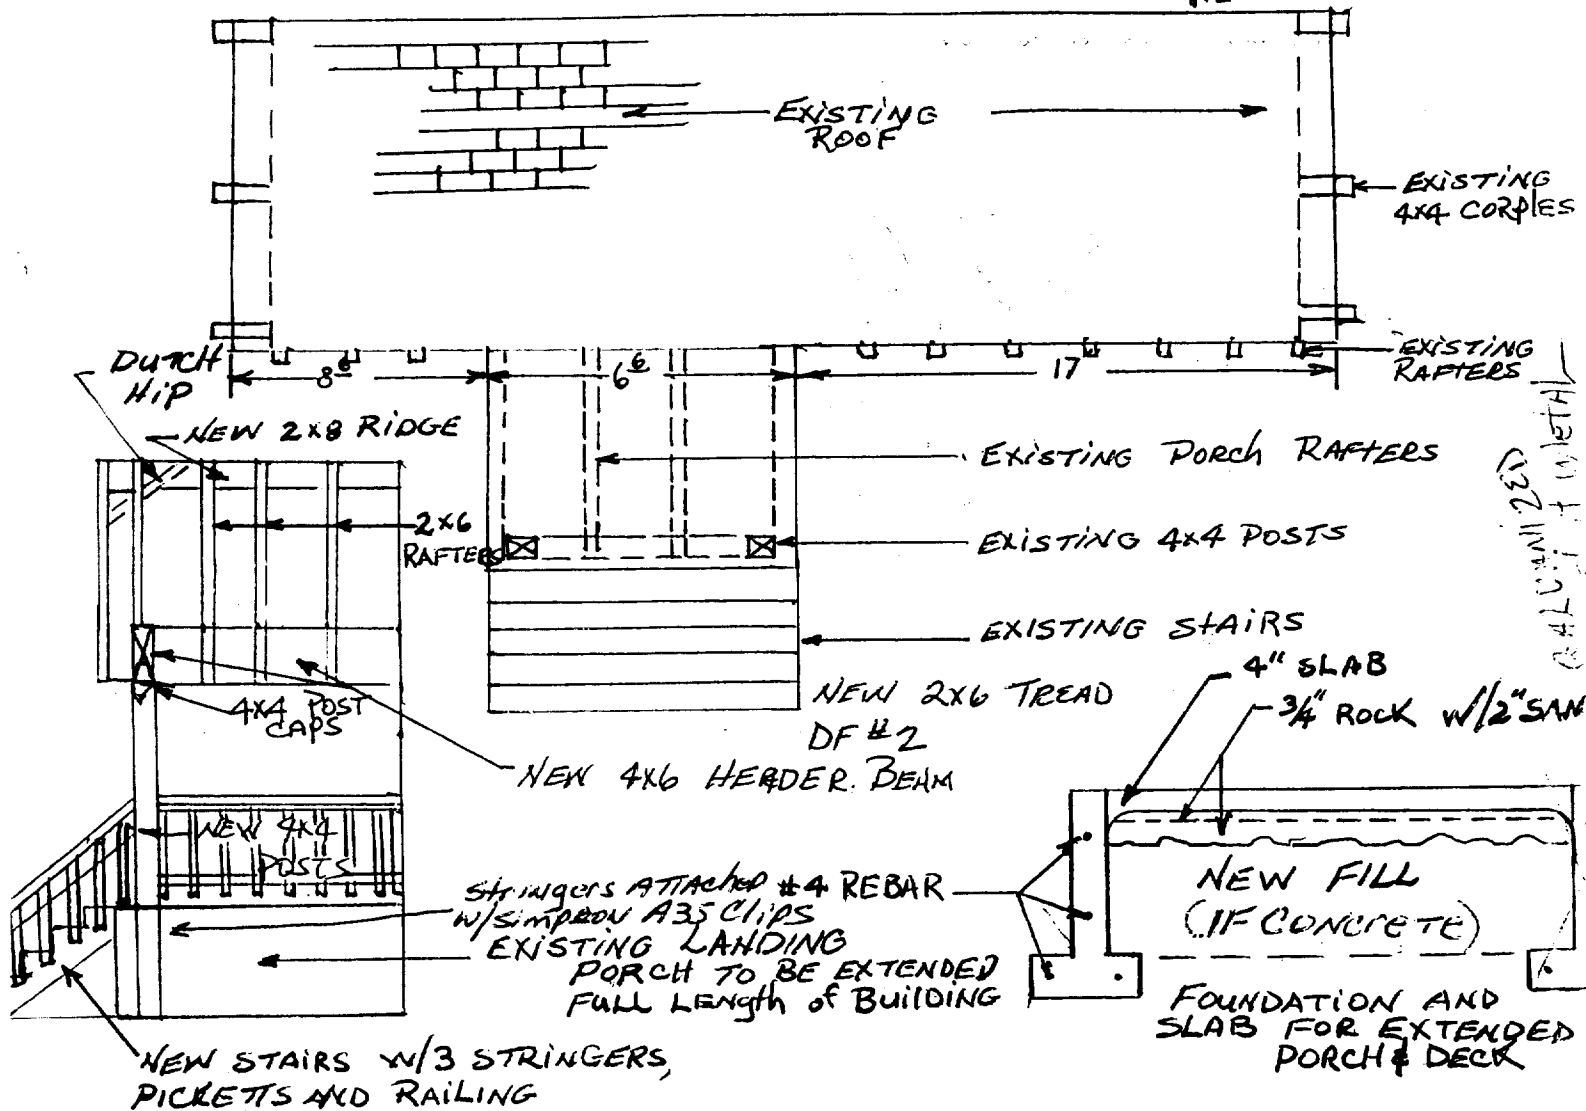 EXISTING
ROOF
EXISTING
4X4 CORPLES
DUTCH
HIP
8⁶
6⁶
17
EXISTING
RAFTERS
NEW 2X8 RIDGE
EXISTING PORCH RAFTERS
2X6
RAFTERS
EXISTING 4X4 POSTS
EXISTING STAIRS
4X4 POST
CAPS
NEW 2X6 TREAD
DF #2
4" SLAB
3/4" ROCK W/2" SAN
NEW 4X6 HEADER BEAM
NEW 4X4
POSTS
Stringers ATTACHED
W/SIMPSON A35 Clips
#4 REBAR
NEW FILL
(IF CONCRETE)
EXISTING LANDING
PORCH TO BE EXTENDED
FULL LENGTH of BUILDING
FOUNDATION AND
SLAB FOR EXTENDED
PORCH & DECK
NEW STAIRS W/3 STRINGERS,
PICKETTS AND RAILING